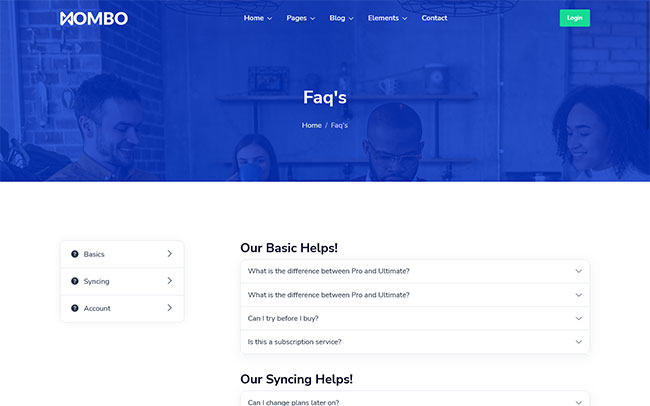 MOMBO
Home Pages Blog Elements Contact Login
Faq's
Home / Faq's
Basics
Syncing
Account
Our Basic Helps!
What is the difference between Pro and Ultimate?
What is the difference between Pro and Ultimate?
Can I try before I buy?
Is this a subscription service?
Our Syncing Helps!
Can I change plans later on?